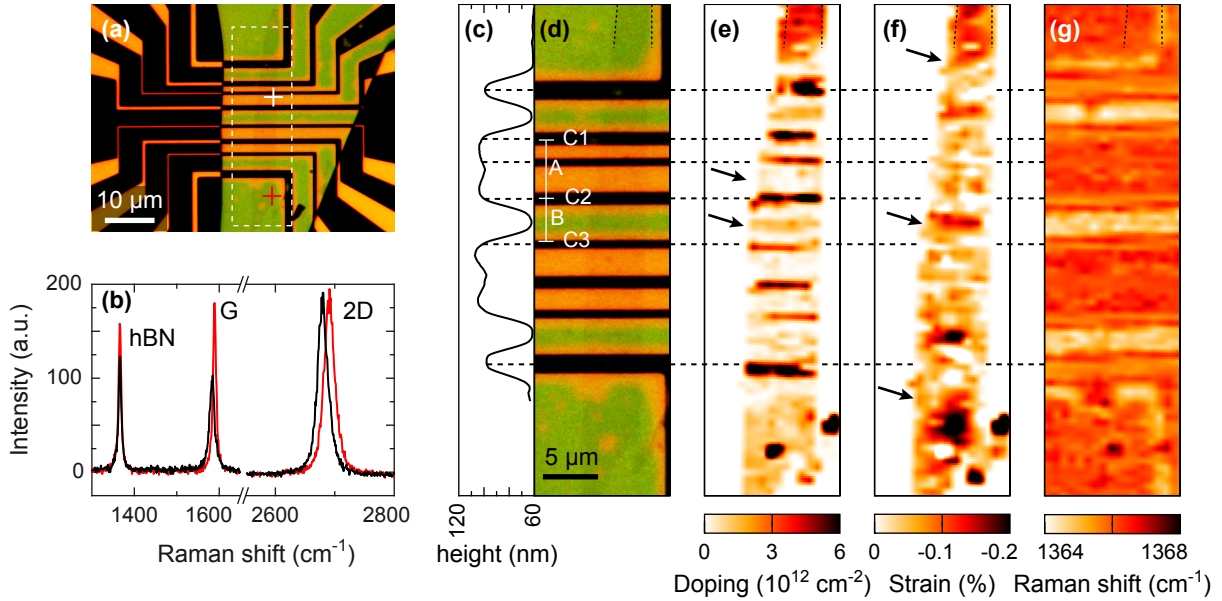 (a)
10 µm
(b)
Intensity (a.u.)
200
100
0
hBN
G
2D
1400
1600
2600
2800
Raman shift (cm⁻¹)
(c)
120
60
height (nm)
(d)
C1
A
C2
B
C3
5 µm
(e)
0
3
6
Doping (10¹² cm⁻²)
(f)
0
-0.1
-0.2
Strain (%)
(g)
1364
1368
Raman shift (cm⁻¹)